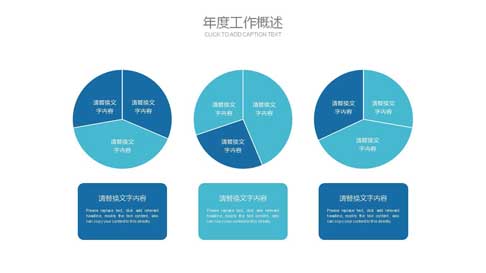 年度工作概述
CLICK TO ADD CAPTION TEXT
请替换文
字内容
请替换文
字内容
请替换文
字内容
请替换文
字内容
请替换文
字内容
请替换文
字内容
请替换文
字内容
请替换文
字内容
请替换文
字内容
请替换文字内容
Please replace text, click add relevant
headline, modify the text content, also
can copy your content to this directly.
请替换文字内容
Please replace text, click add relevant
headline, modify the text content, also
can copy your content to this directly.
请替换文字内容
Please replace text, click add relevant
headline, modify the text content, also
can copy your content to this directly.